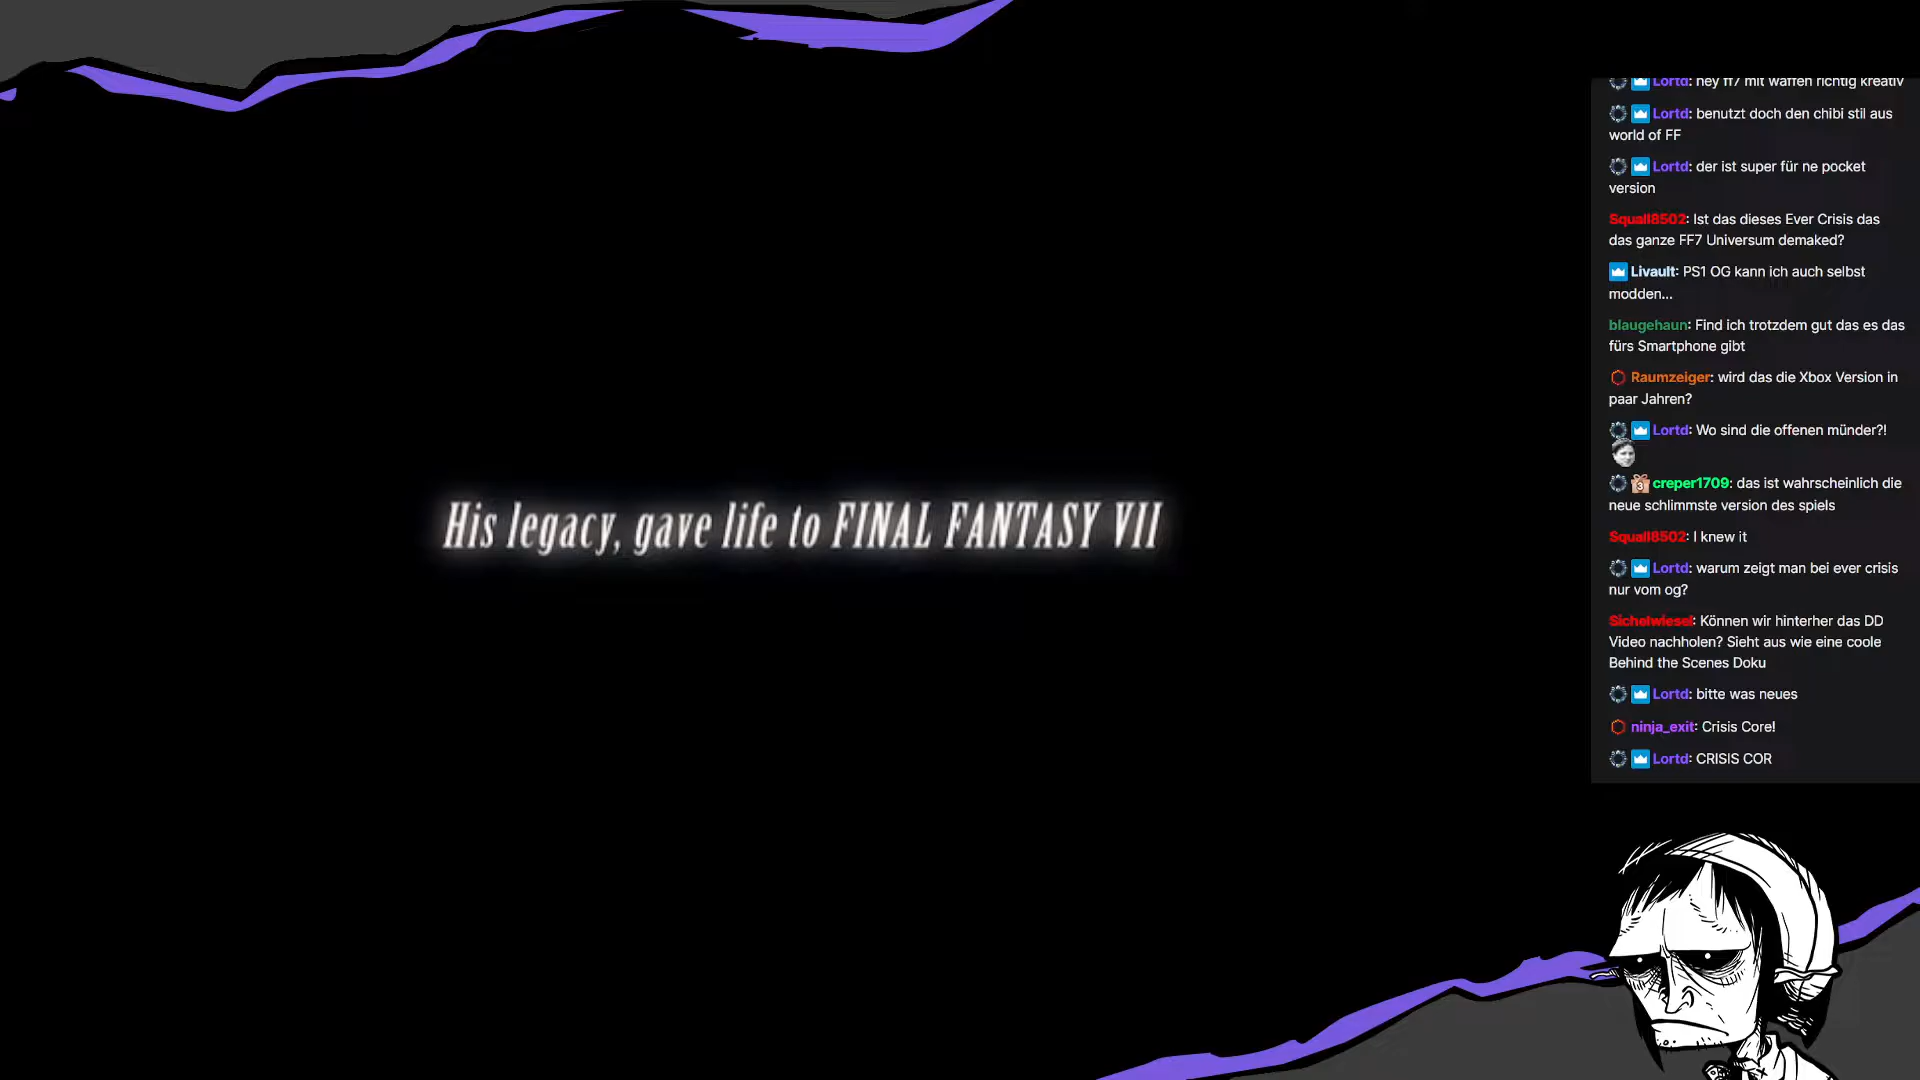 His legacy, gave life to FINAL FANTASY VII
Lortd: hey ff7 mit waffen richtig kreativ
Lortd: benutzt doch den chibi stil aus
world of FF
Lortd: der ist super für ne pocket
version
Squall8502: Ist das dieses Ever Crisis das
das ganze FF7 Universum demaked?
Livault: PS1 OG kann ich auch selbst
modden...
blaugehaun: Find ich trotzdem gut das es das
fürs Smartphone gibt
Raumzeiger: wird das die Xbox Version in
paar Jahren?
Lortd: Wo sind die offenen münder?!
3 creper1709: das ist wahrscheinlich die
neue schlimmste version des spiels
Squall8502: I knew it
Lortd: warum zeigt man bei ever crisis
nur vom og?
Sichelwiesel: Können wir hinterher das DD
Video nachholen? Sieht aus wie eine coole
Behind the Scenes Doku
Lortd: bitte was neues
ninja_exit: Crisis Core!
Lortd: CRISIS COR